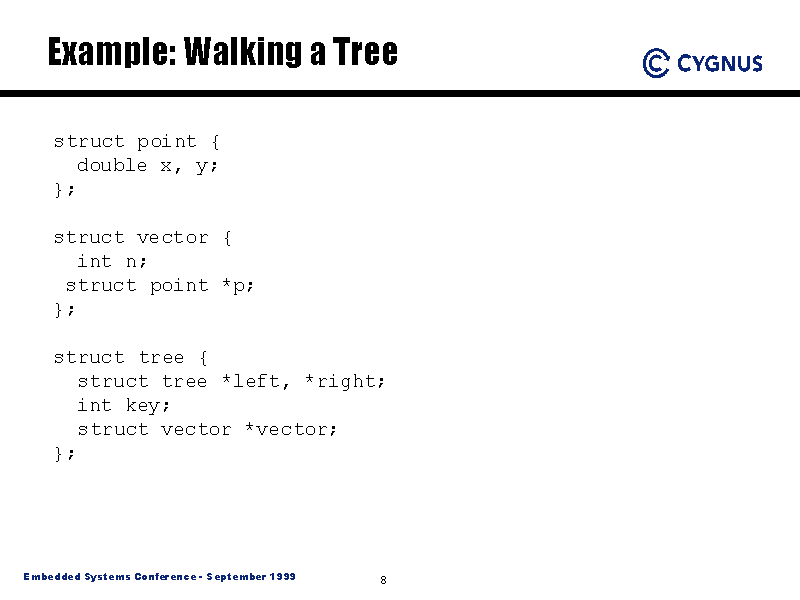 Example: Walking a Tree
CYGNUS
struct point {
  double x, y;
};
struct vector {
  int n;
 struct point *p;
};
struct tree {
  struct tree *left, *right;
  int key;
  struct vector *vector;
};
Embedded Systems Conference - September 1999
8